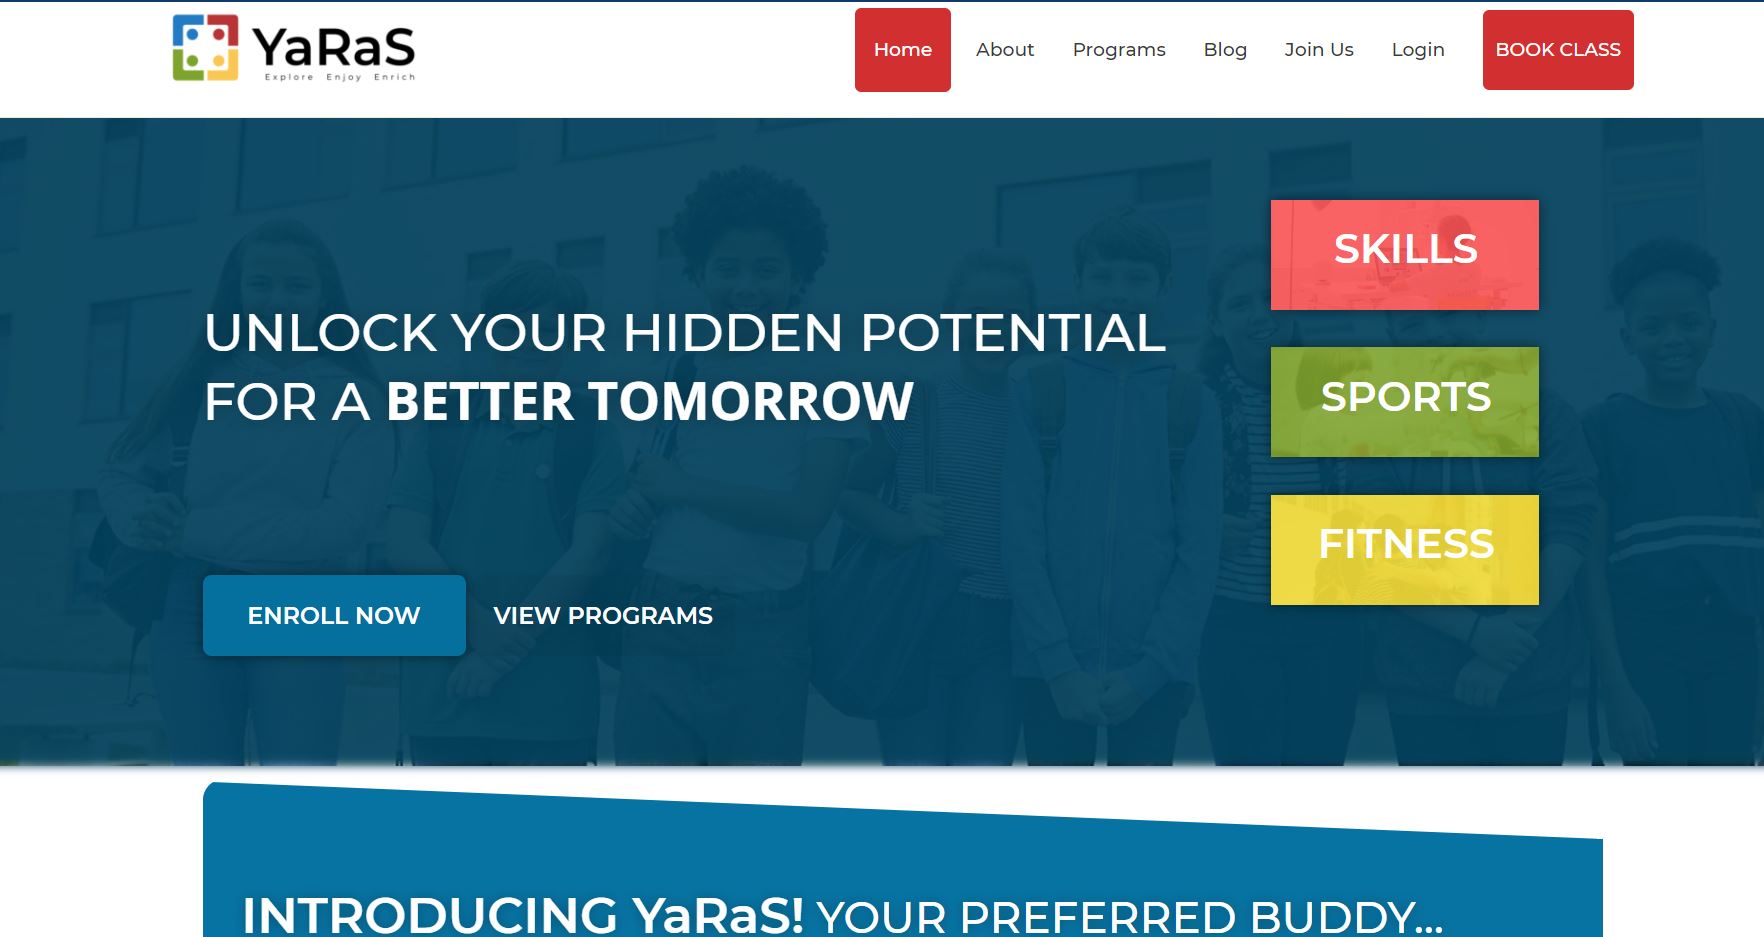 YaRaS
Explore Enjoy Enrich
Home About Programs Blog Join Us Login BOOK CLASS
UNLOCK YOUR HIDDEN POTENTIAL
FOR A BETTER TOMORROW
SKILLS
SPORTS
FITNESS
ENROLL NOW VIEW PROGRAMS
INTRODUCING YaRaS! YOUR PREFERRED BUDDY...